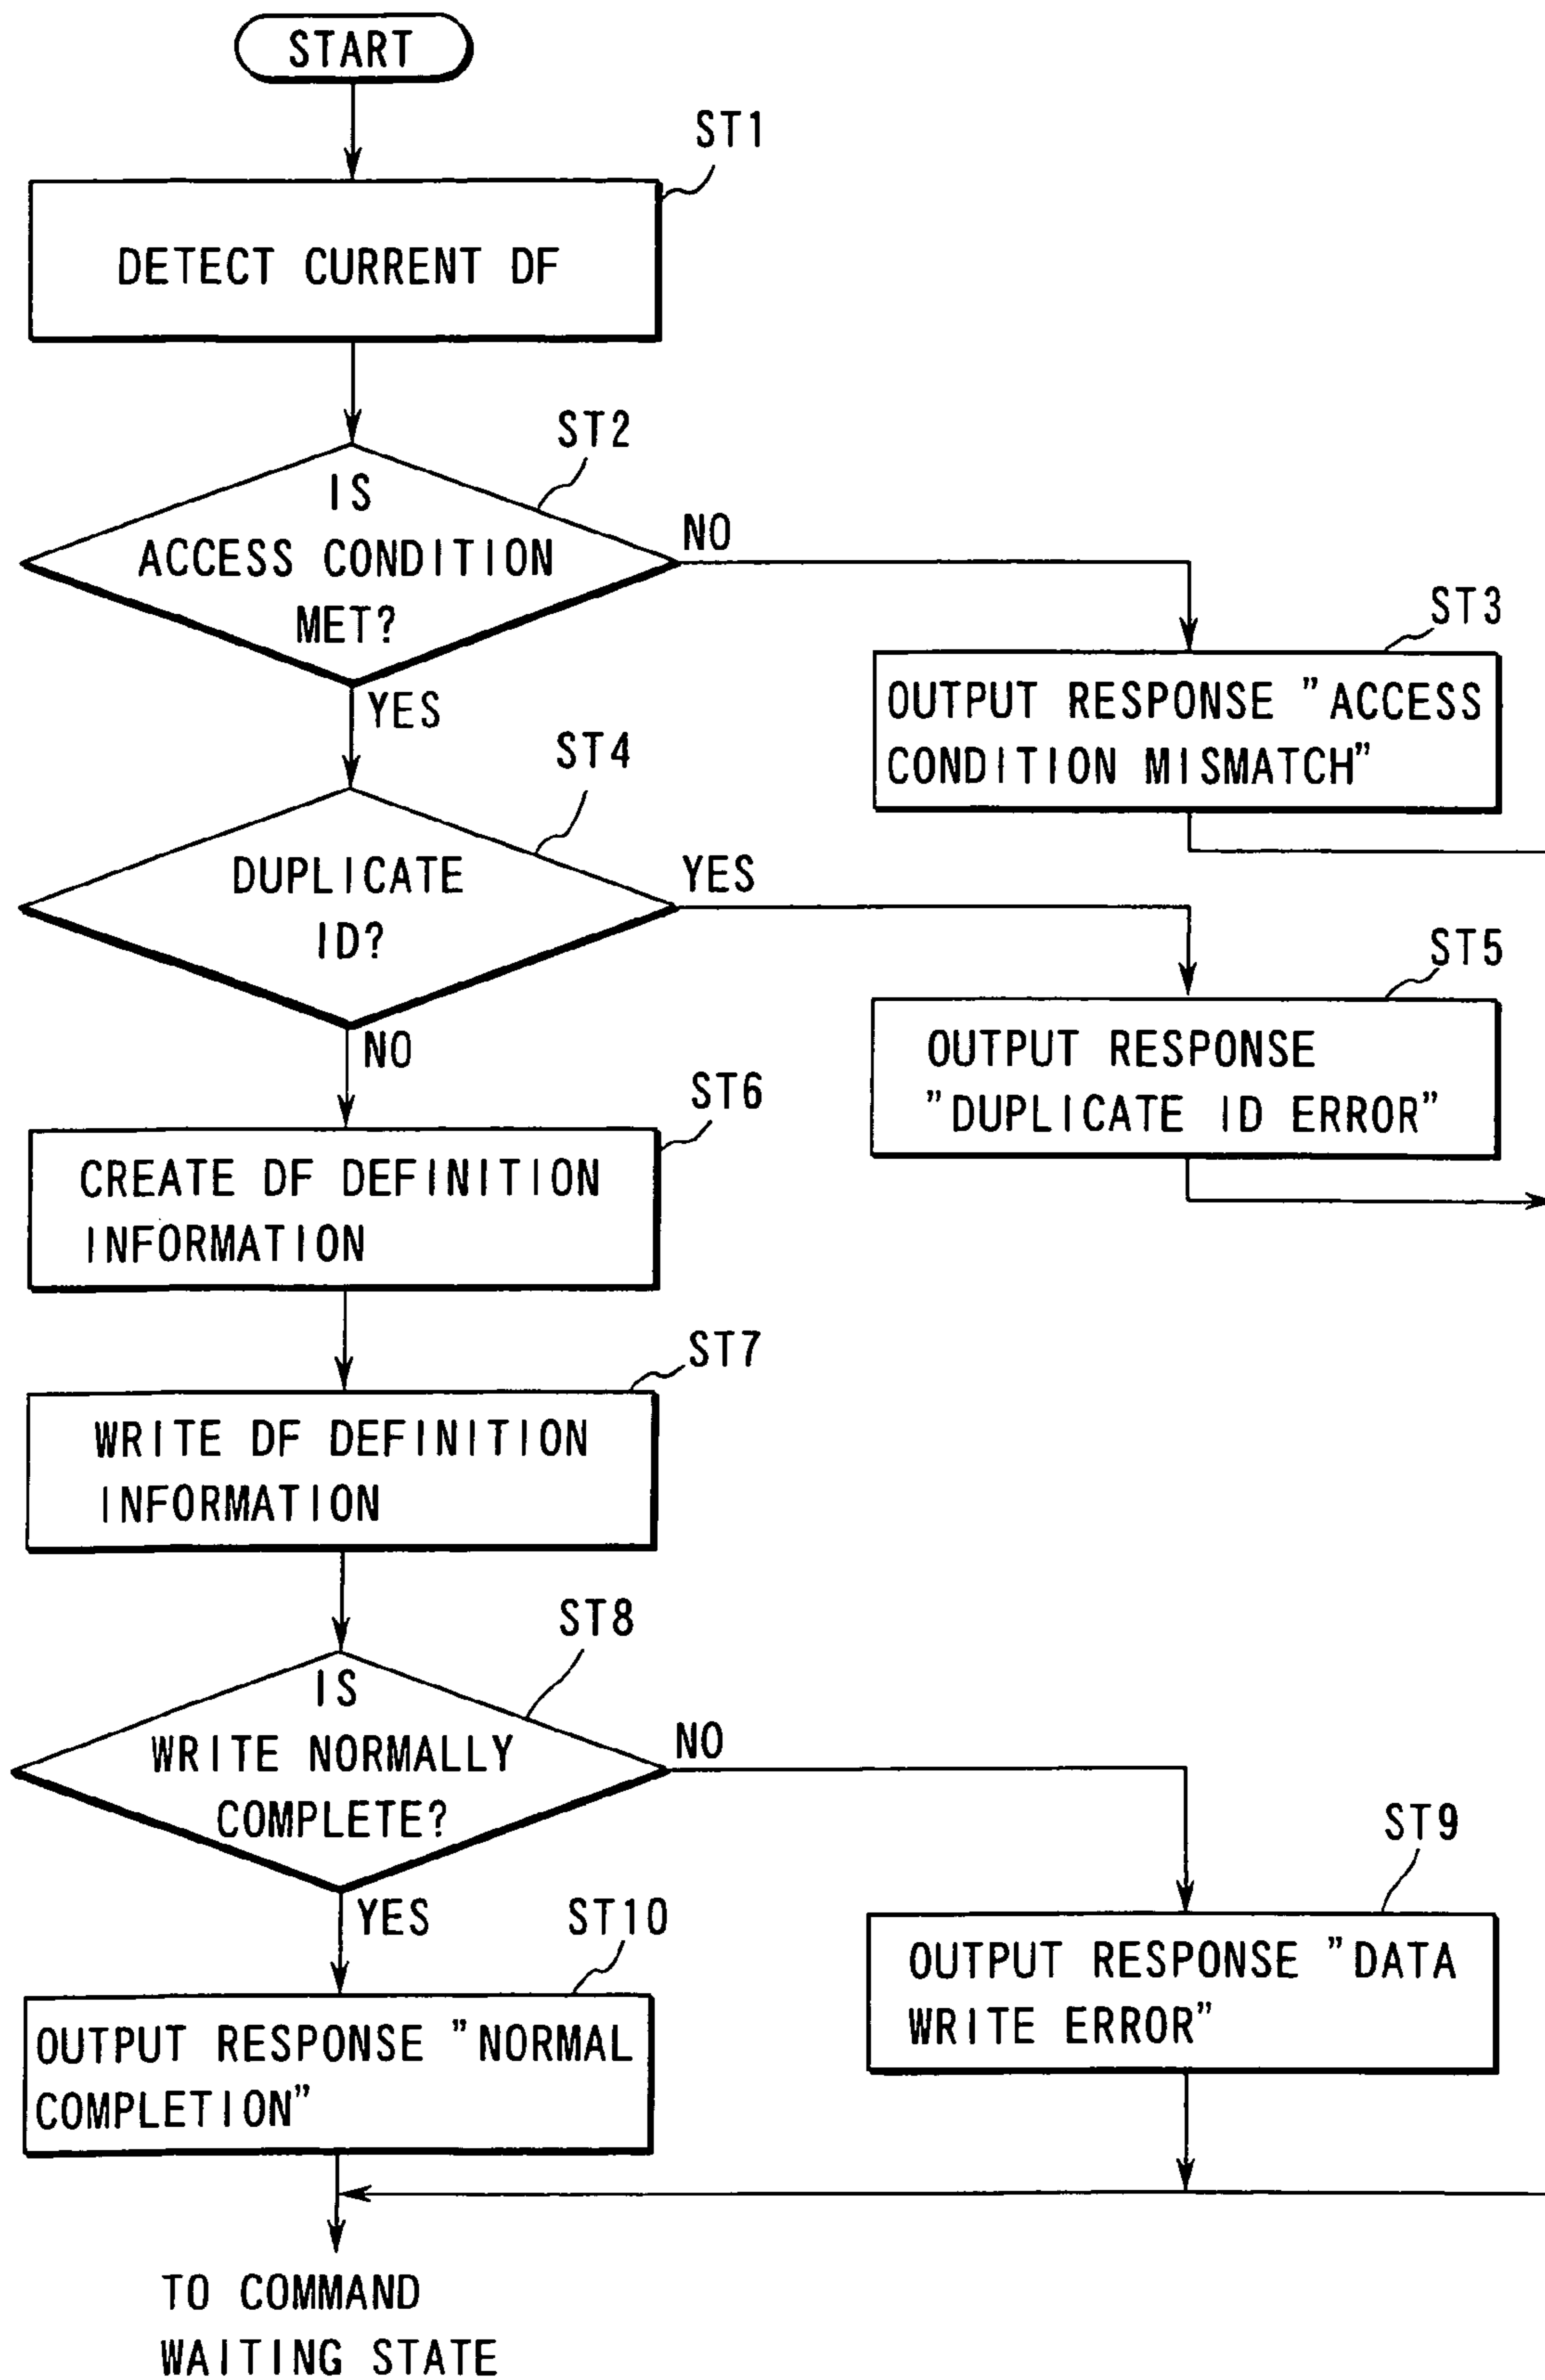 START
ST1
DETECT CURRENT DF
ST2
IS
ACCESS CONDITION
MET?
NO
YES
ST3
OUTPUT RESPONSE "ACCESS
CONDITION MISMATCH"
ST4
DUPLICATE
ID?
YES
NO
ST5
OUTPUT RESPONSE
"DUPLICATE ID ERROR"
ST6
CREATE DF DEFINITION
INFORMATION
ST7
WRITE DF DEFINITION
INFORMATION
ST8
IS
WRITE NORMALLY
COMPLETE?
NO
YES
ST9
OUTPUT RESPONSE "DATA
WRITE ERROR"
ST10
OUTPUT RESPONSE "NORMAL
COMPLETION"
TO COMMAND
WAITING STATE